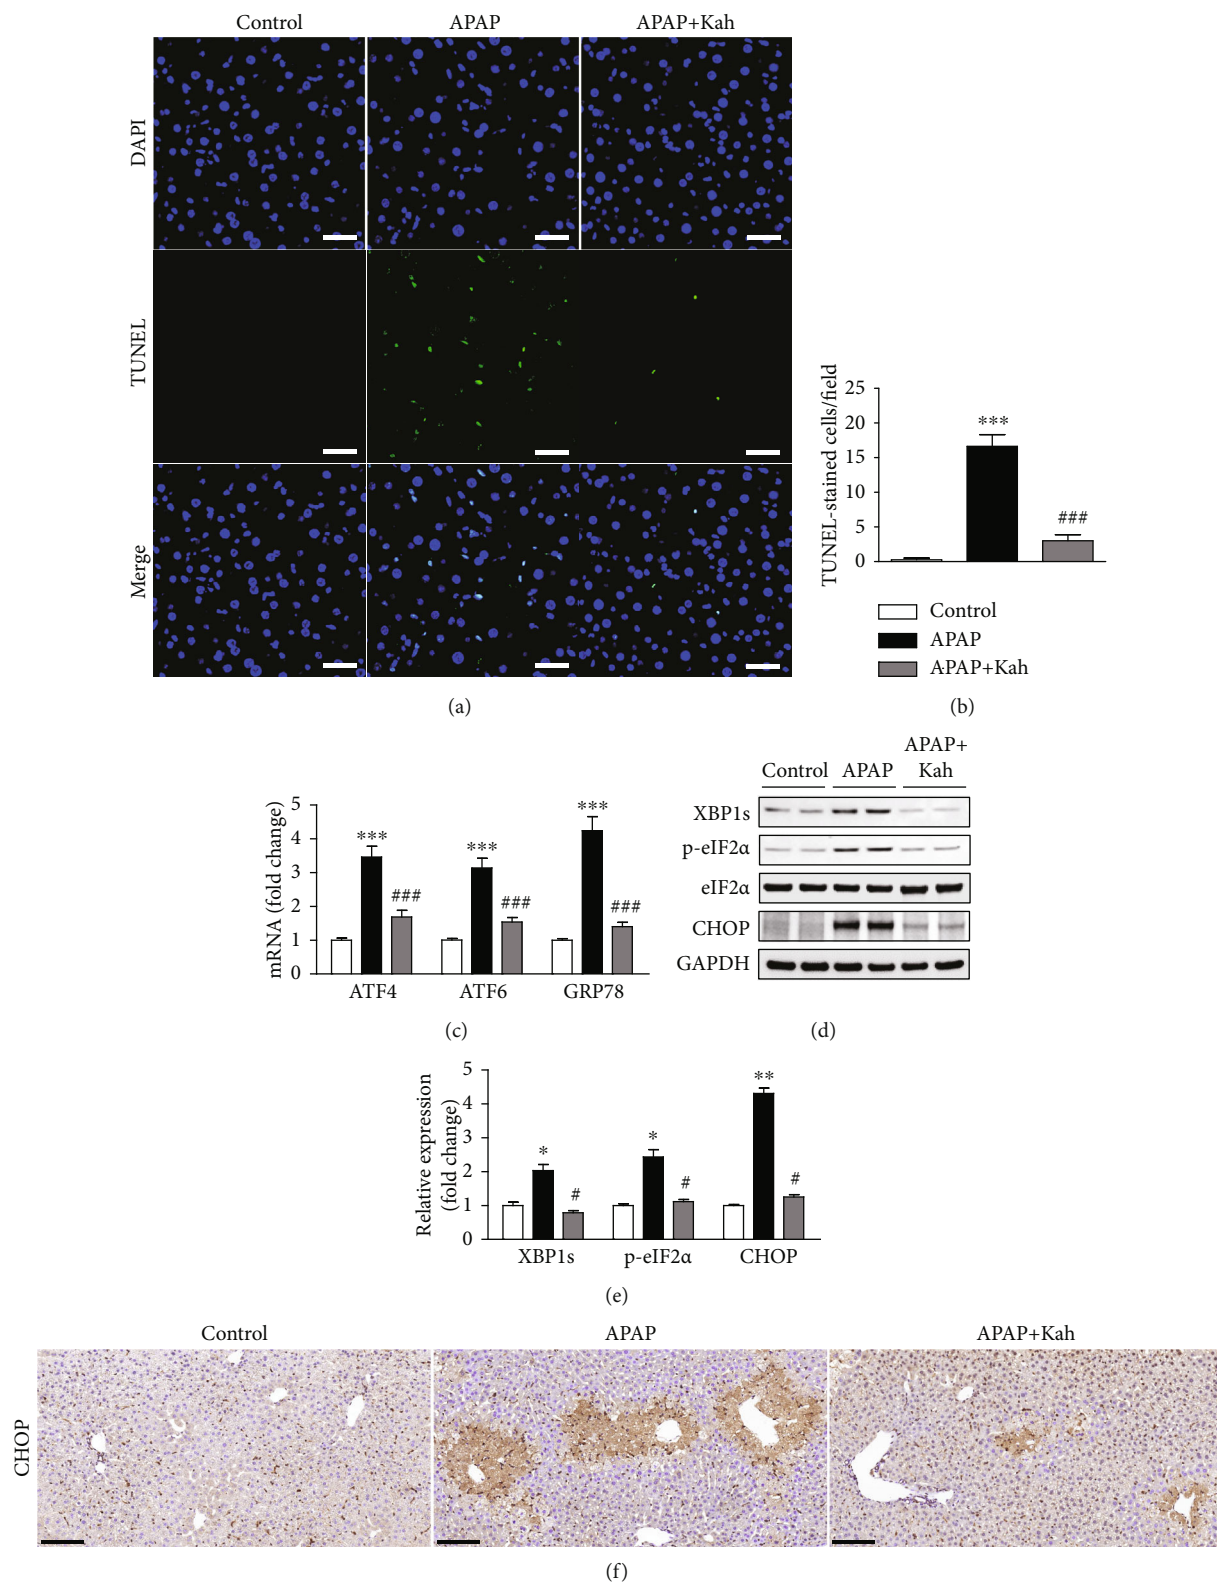 Control APAP APAP+Kah
DAPI
TUNEL
Merge
(a)
TUNEL-stained cells/field
25
20
15
10
5
0
***
###
Control
APAP
APAP+Kah
(b)
mRNA (fold change)
5
4
3
2
1
0
*** *** ***
### ### ###
ATF4 ATF6 GRP78
(c)
Control APAP APAP+
Kah
XBP1s
p-eIF2α
eIF2α
CHOP
GAPDH
(d)
Relative expression
(fold change)
5
4
3
2
1
0
* * **
# # #
XBP1s p-eIF2α CHOP
(e)
Control APAP APAP+Kah
CHOP
(f)